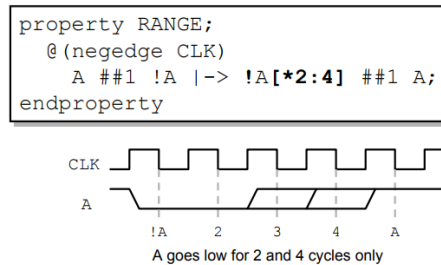 property RANGE;
@(negedge CLK)
A ##1 !A |-> !A[*2:4] ##1 A;
endproperty
CLK
A
!A 2 3 4 A
A goes low for 2 and 4 cycles only